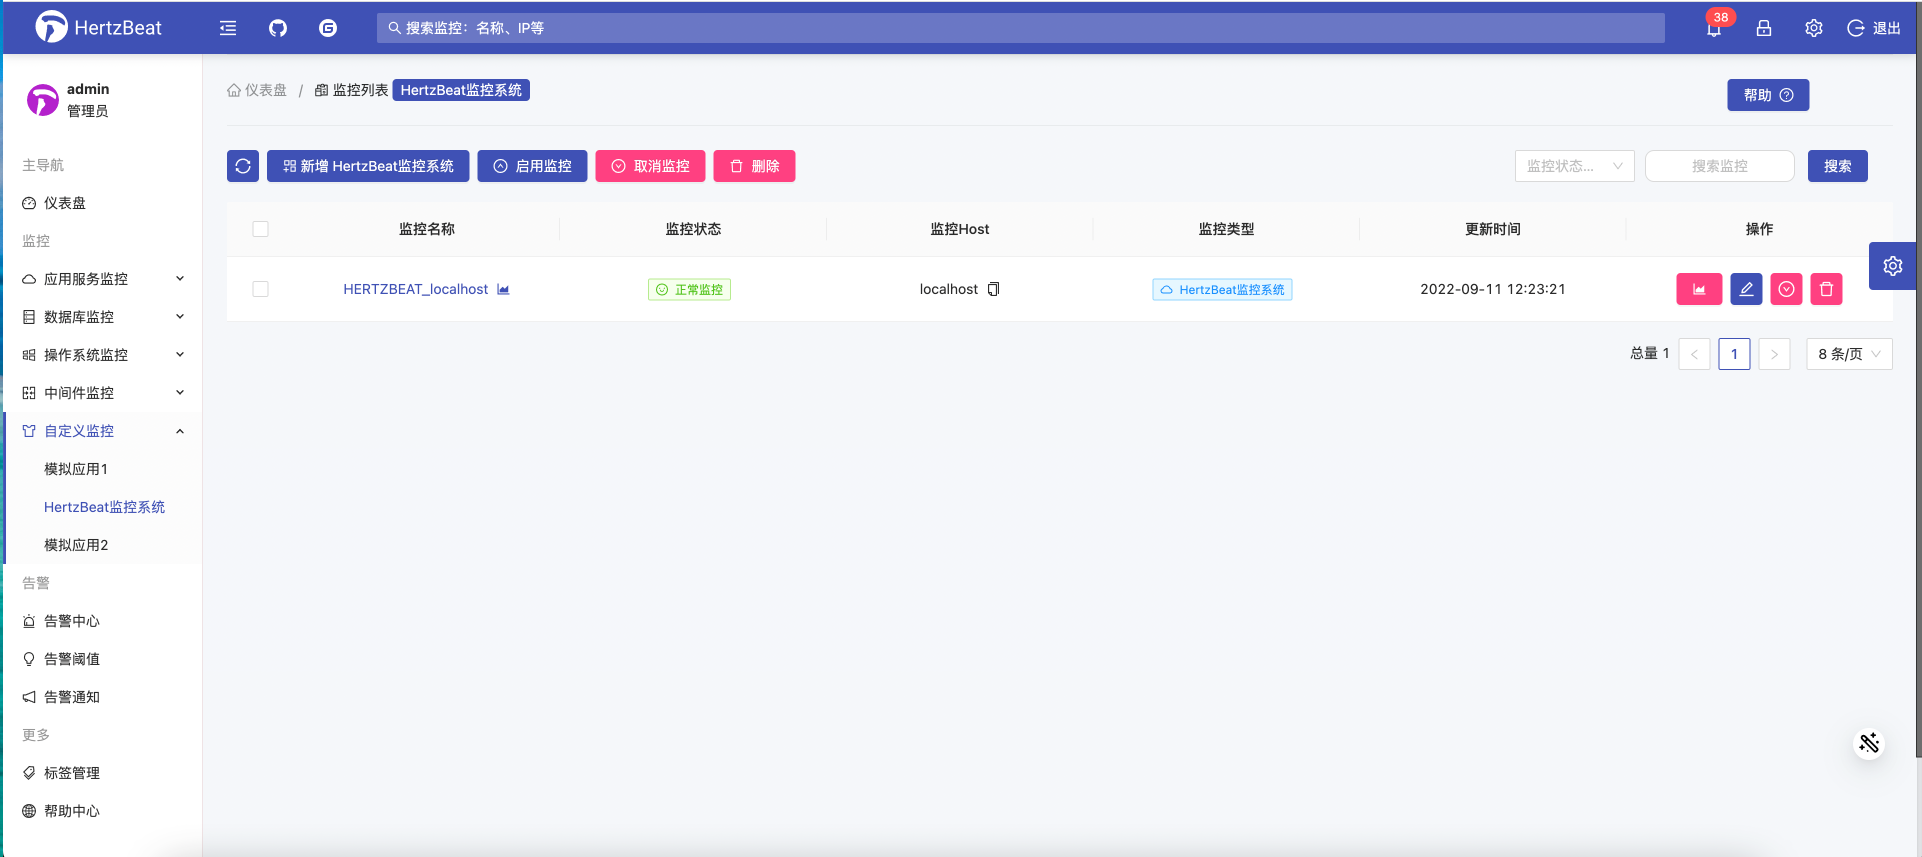 HertzBeat
搜索监控：名称、IP等
38
退出
admin
管理员
主导航
仪表盘
监控
应用服务监控
数据库监控
操作系统监控
中间件监控
自定义监控
模拟应用1
HertzBeat监控系统
模拟应用2
告警
告警中心
告警阈值
告警通知
更多
标签管理
帮助中心
仪表盘 / 监控列表 HertzBeat监控系统
帮助
新增 HertzBeat监控系统 启用监控 取消监控 删除
监控状态... 搜索监控 搜索
监控名称 监控状态 监控Host 监控类型 更新时间 操作
HERTZBEAT_localhost 正常监控 localhost HertzBeat监控系统 2022-09-11 12:23:21
总量 1 < 1 > 8 条/页